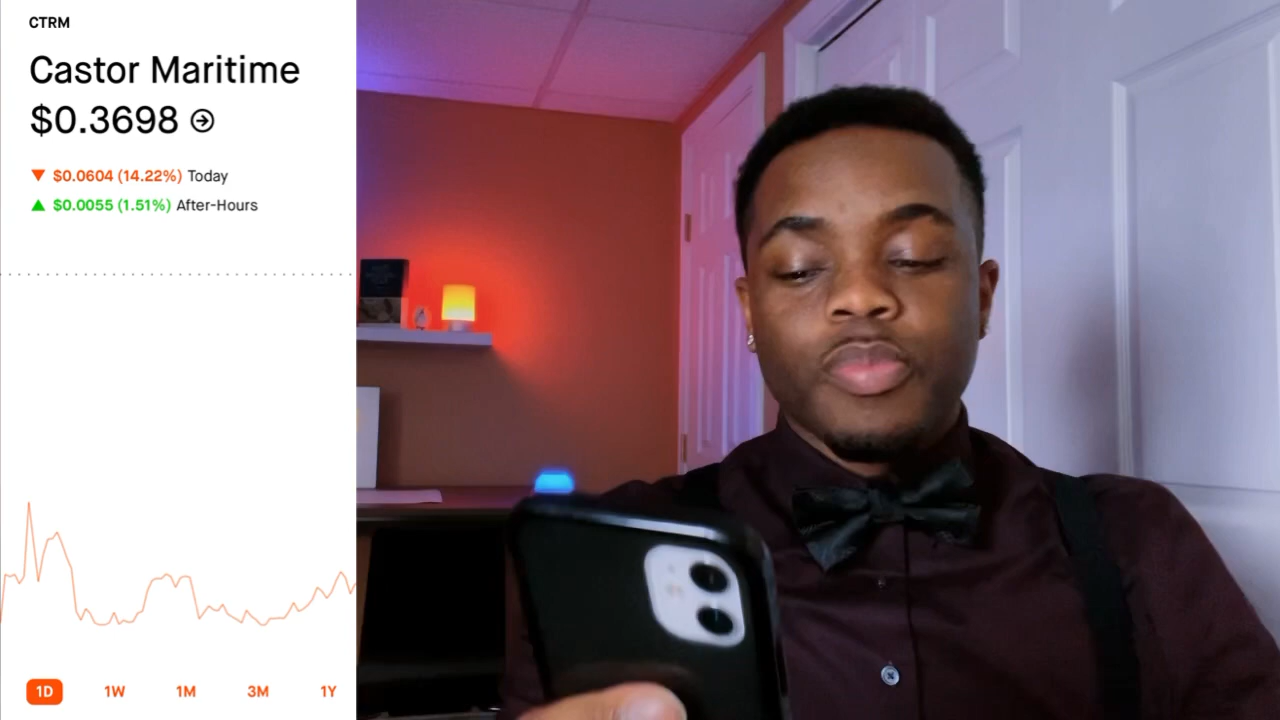 CTRM
Castor Maritime
$0.3698
▼ $0.0604 (14.22%) Today
▲ $0.0055 (1.51%) After-Hours
1D 1W 1M 3M 1Y